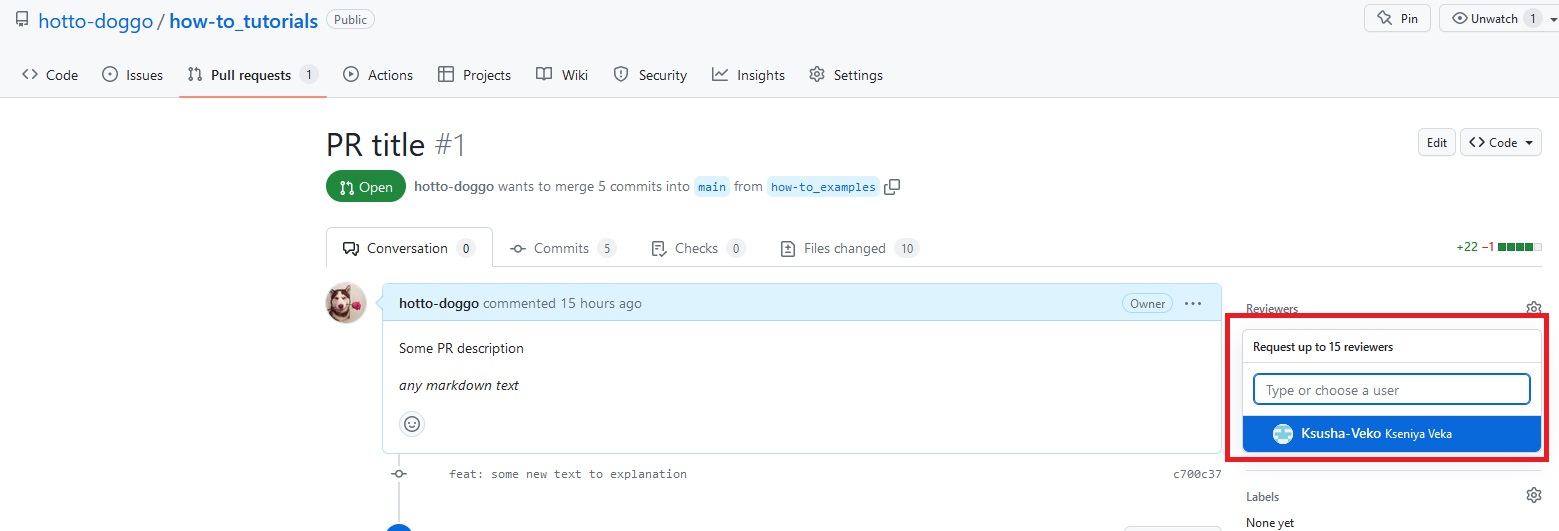 hotto-doggo / how-to_tutorials Public
Pin
Unwatch 1
Code
Issues
Pull requests 1
Actions
Projects
Wiki
Security
Insights
Settings
PR title #1
Edit
Code
Open
hotto-doggo wants to merge 5 commits into main from how-to_examples
Conversation 0
Commits 5
Checks 0
Files changed 10
+22 −1
hotto-doggo commented 15 hours ago
Owner
Some PR description
any markdown text
feat: some new text to explanation
c700c37
Reviewers
Request up to 15 reviewers
Type or choose a user
Ksusha-Veko Kseniya Veka
Labels
None yet